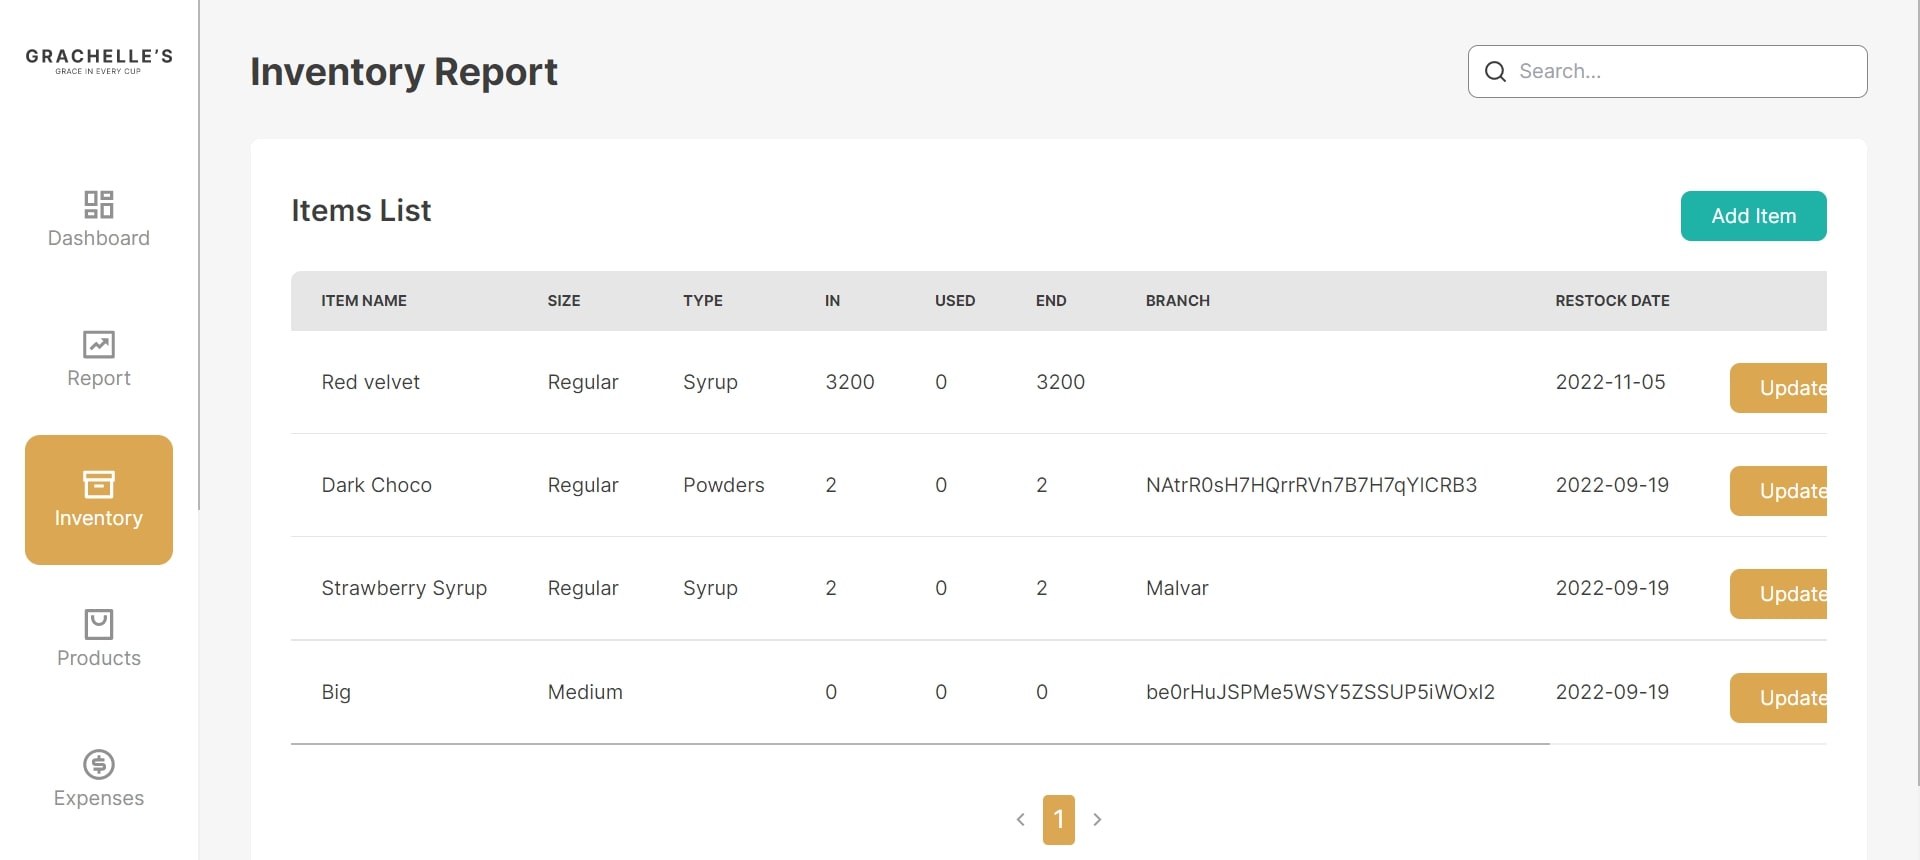 GRACHELLE'S
GRACE IN EVERY CUP
Dashboard
Report
Inventory
Products
Expenses
Inventory Report
Search...
Items List
Add Item
ITEM NAME SIZE TYPE IN USED END BRANCH RESTOCK DATE
Red velvet Regular Syrup 3200 0 3200 2022-11-05 Update
Dark Choco Regular Powders 2 0 2 NAtrR0sH7HQrrRVn7B7H7qYICRB3 2022-09-19 Update
Strawberry Syrup Regular Syrup 2 0 2 Malvar 2022-09-19 Update
Big Medium 0 0 0 be0rHuJSPMe5WSY5ZSSUP5iWOxI2 2022-09-19 Update
1